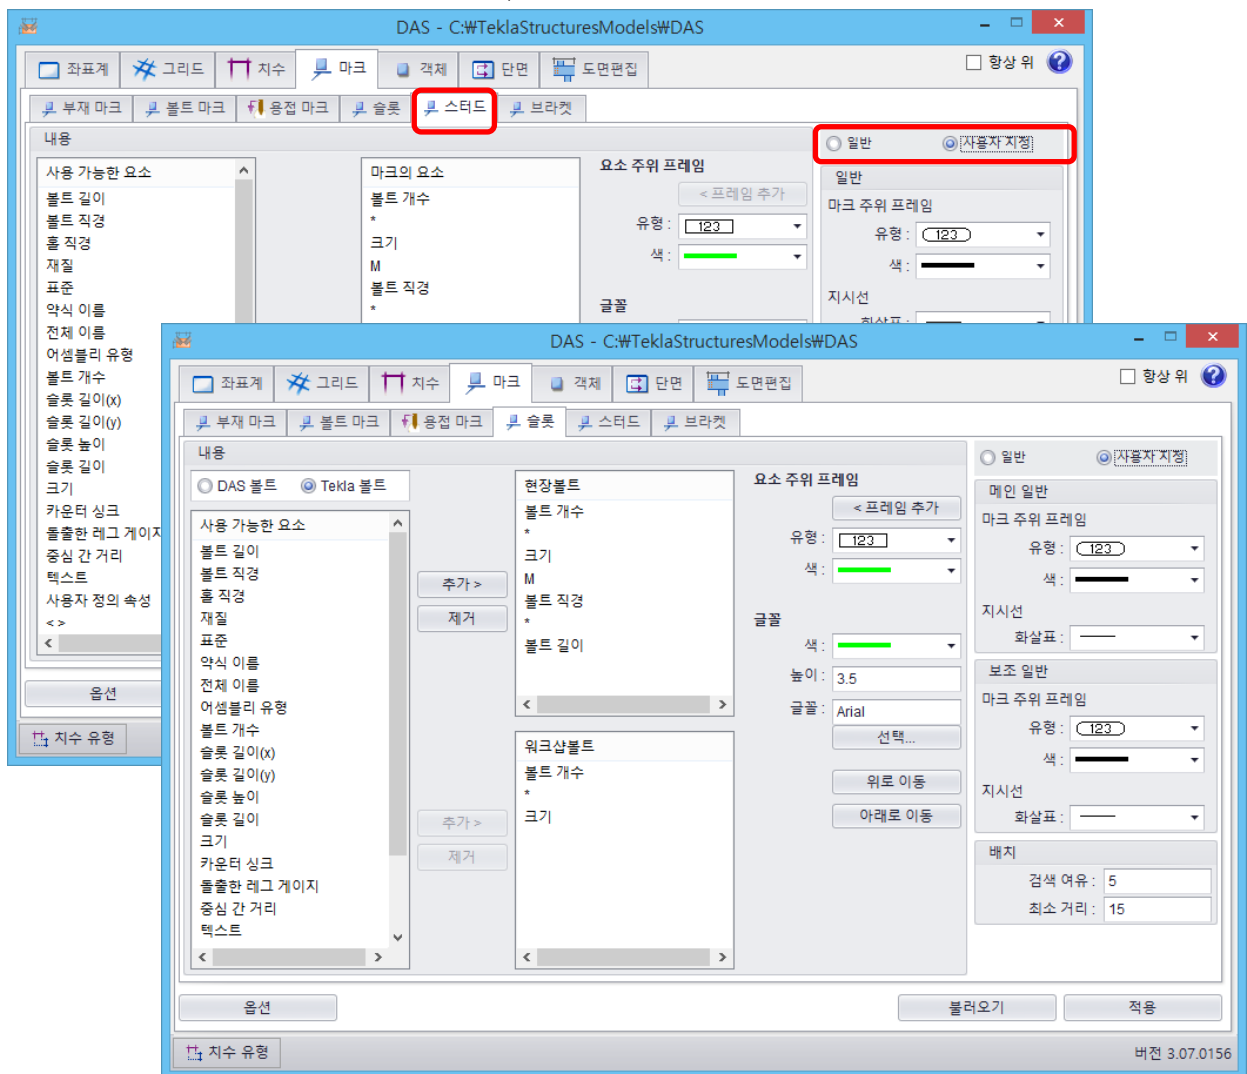 DAS - C:₩TeklaStructuresModels₩DAS
좌표계 그리드 치수 마크 객체 단면 도면편집
항상 위
부재 마크 볼트 마크 용접 마크 슬롯 스터드 브라켓
내용
일반 사용자 지정
사용 가능한 요소
볼트 길이
볼트 직경
홀 직경
재질
표준
약식 이름
전체 이름
어셈블리 유형
볼트 개수
슬롯 길이(x)
슬롯 길이(y)
슬롯 높이
슬롯 길이
크기
카운터 싱크
돌출한 레그 게이지
중심 간 거리
텍스트
사용자 정의 속성
< >
마크의 요소
볼트 개수
*
크기
M
볼트 직경
*
요소 주위 프레임
< 프레임 추가
유형 : 123
색 :
글꼴
일반
마크 주위 프레임
유형 : 123
색 :
지시선
화살표 :
옵션
치수 유형
DAS - C:₩TeklaStructuresModels₩DAS
좌표계 그리드 치수 마크 객체 단면 도면편집
항상 위
부재 마크 볼트 마크 용접 마크 슬롯 스터드 브라켓
내용
DAS 볼트 Tekla 볼트
사용 가능한 요소
볼트 길이
볼트 직경
홀 직경
재질
표준
약식 이름
전체 이름
어셈블리 유형
볼트 개수
슬롯 길이(x)
슬롯 길이(y)
슬롯 높이
슬롯 길이
크기
카운터 싱크
돌출한 레그 게이지
중심 간 거리
텍스트
추가 >
제거
추가 >
제거
현장볼트
볼트 개수
*
크기
M
볼트 직경
*
볼트 길이
워크샵볼트
볼트 개수
*
크기
요소 주위 프레임
< 프레임 추가
유형 : 123
색 :
글꼴
색 :
높이 : 3.5
글꼴 : Arial
선택...
위로 이동
아래로 이동
일반 사용자 지정
메인 일반
마크 주위 프레임
유형 : 123
색 :
지시선
화살표 :
보조 일반
마크 주위 프레임
유형 : 123
색 :
지시선
화살표 :
배치
검색 여유 : 5
최소 거리 : 15
옵션
불러오기
적용
치수 유형
버전 3.07.0156